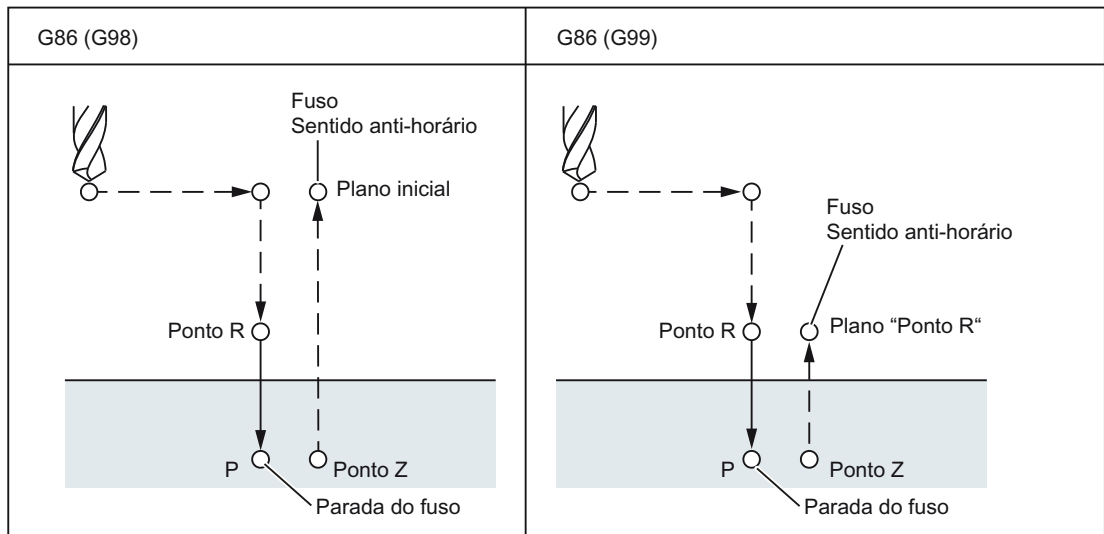 G86 (G98)
Fuso
Sentido anti-horário
Plano inicial
Ponto R
P
Ponto Z
Parada do fuso
G86 (G99)
Fuso
Sentido anti-horário
Ponto R
Plano “Ponto R“
P
Ponto Z
Parada do fuso